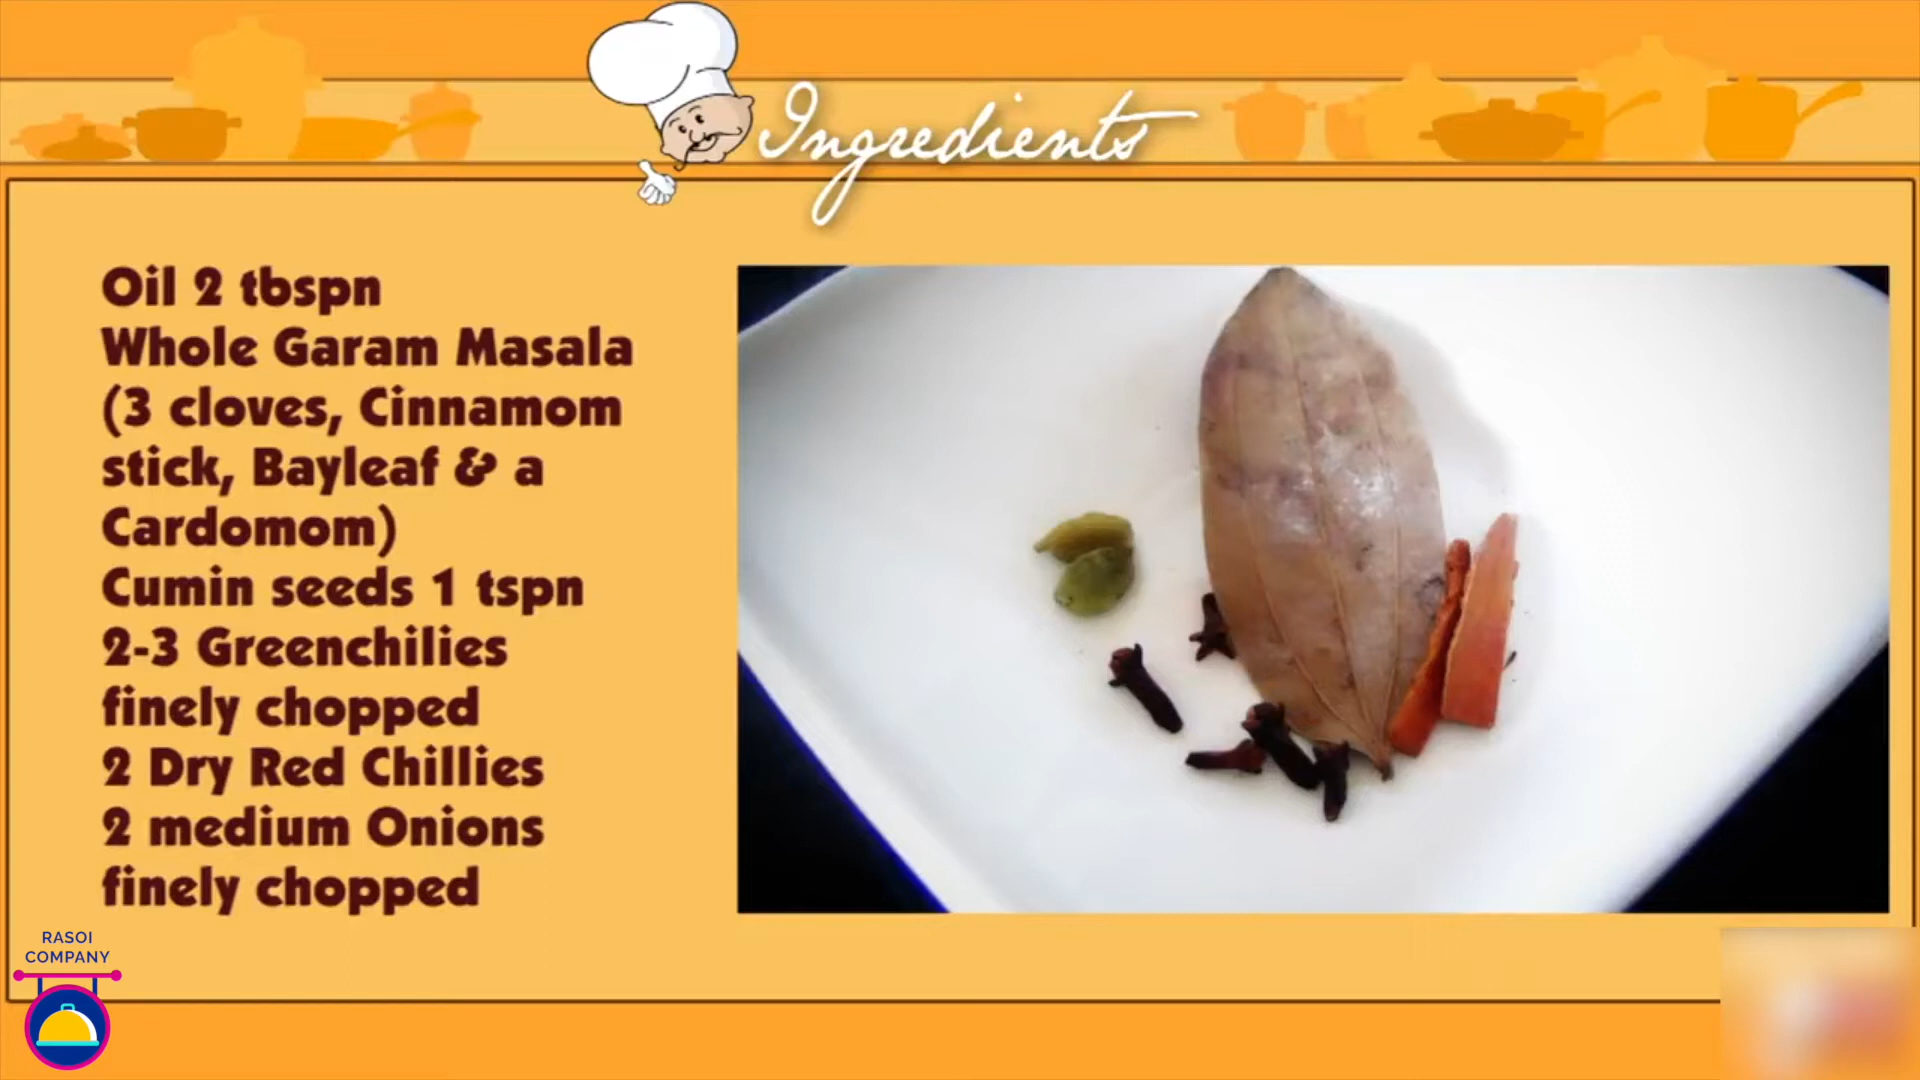 Ingredients
Oil 2 tbspn
Whole Garam Masala
(3 cloves, Cinnamom
stick, Bayleaf & a
Cardomom)
Cumin seeds 1 tspn
2-3 Greenchilies
finely chopped
2 Dry Red Chillies
2 medium Onions
finely chopped
RASOI
COMPANY